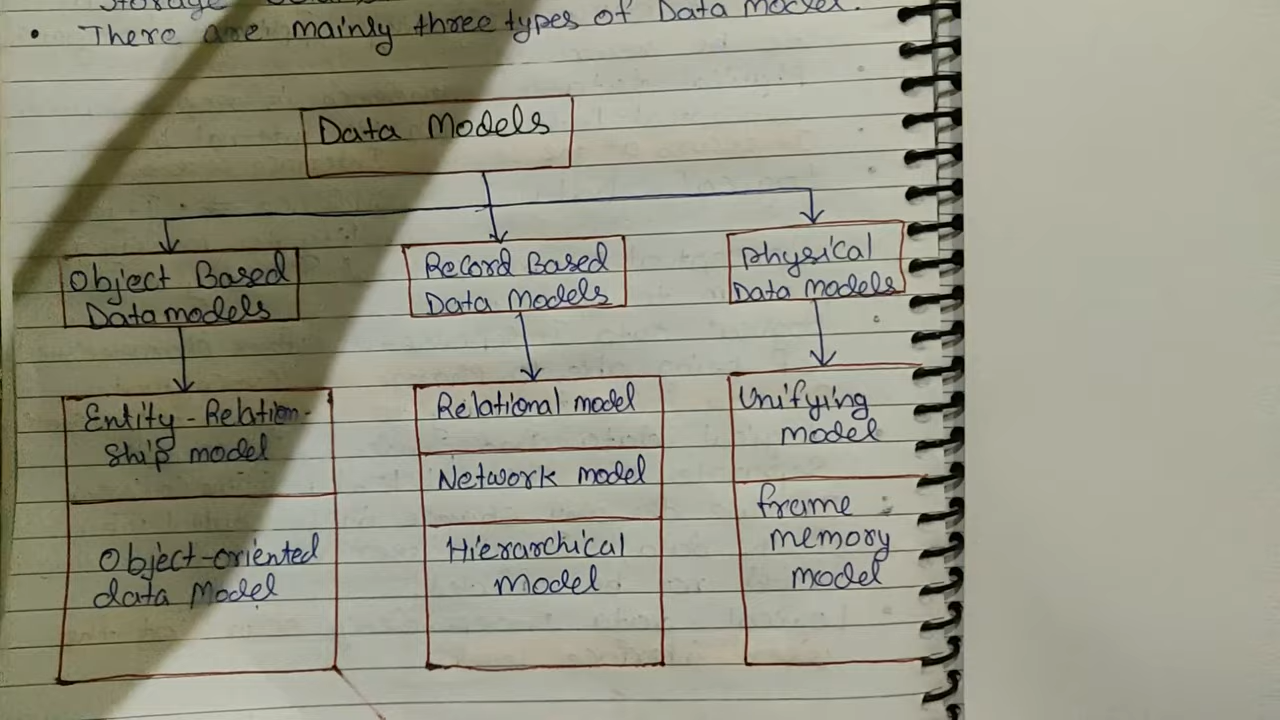 Storage
• There are mainly three types of Data Model.
Data Models
Object Based
Datamodels
Record Based
Data Models
Physical
Data models
Entity-Relation-
ship model
Object-oriented
data Model
Relational model
Network model
Hierarchical
Model
Unifying
model
frame
memory
model